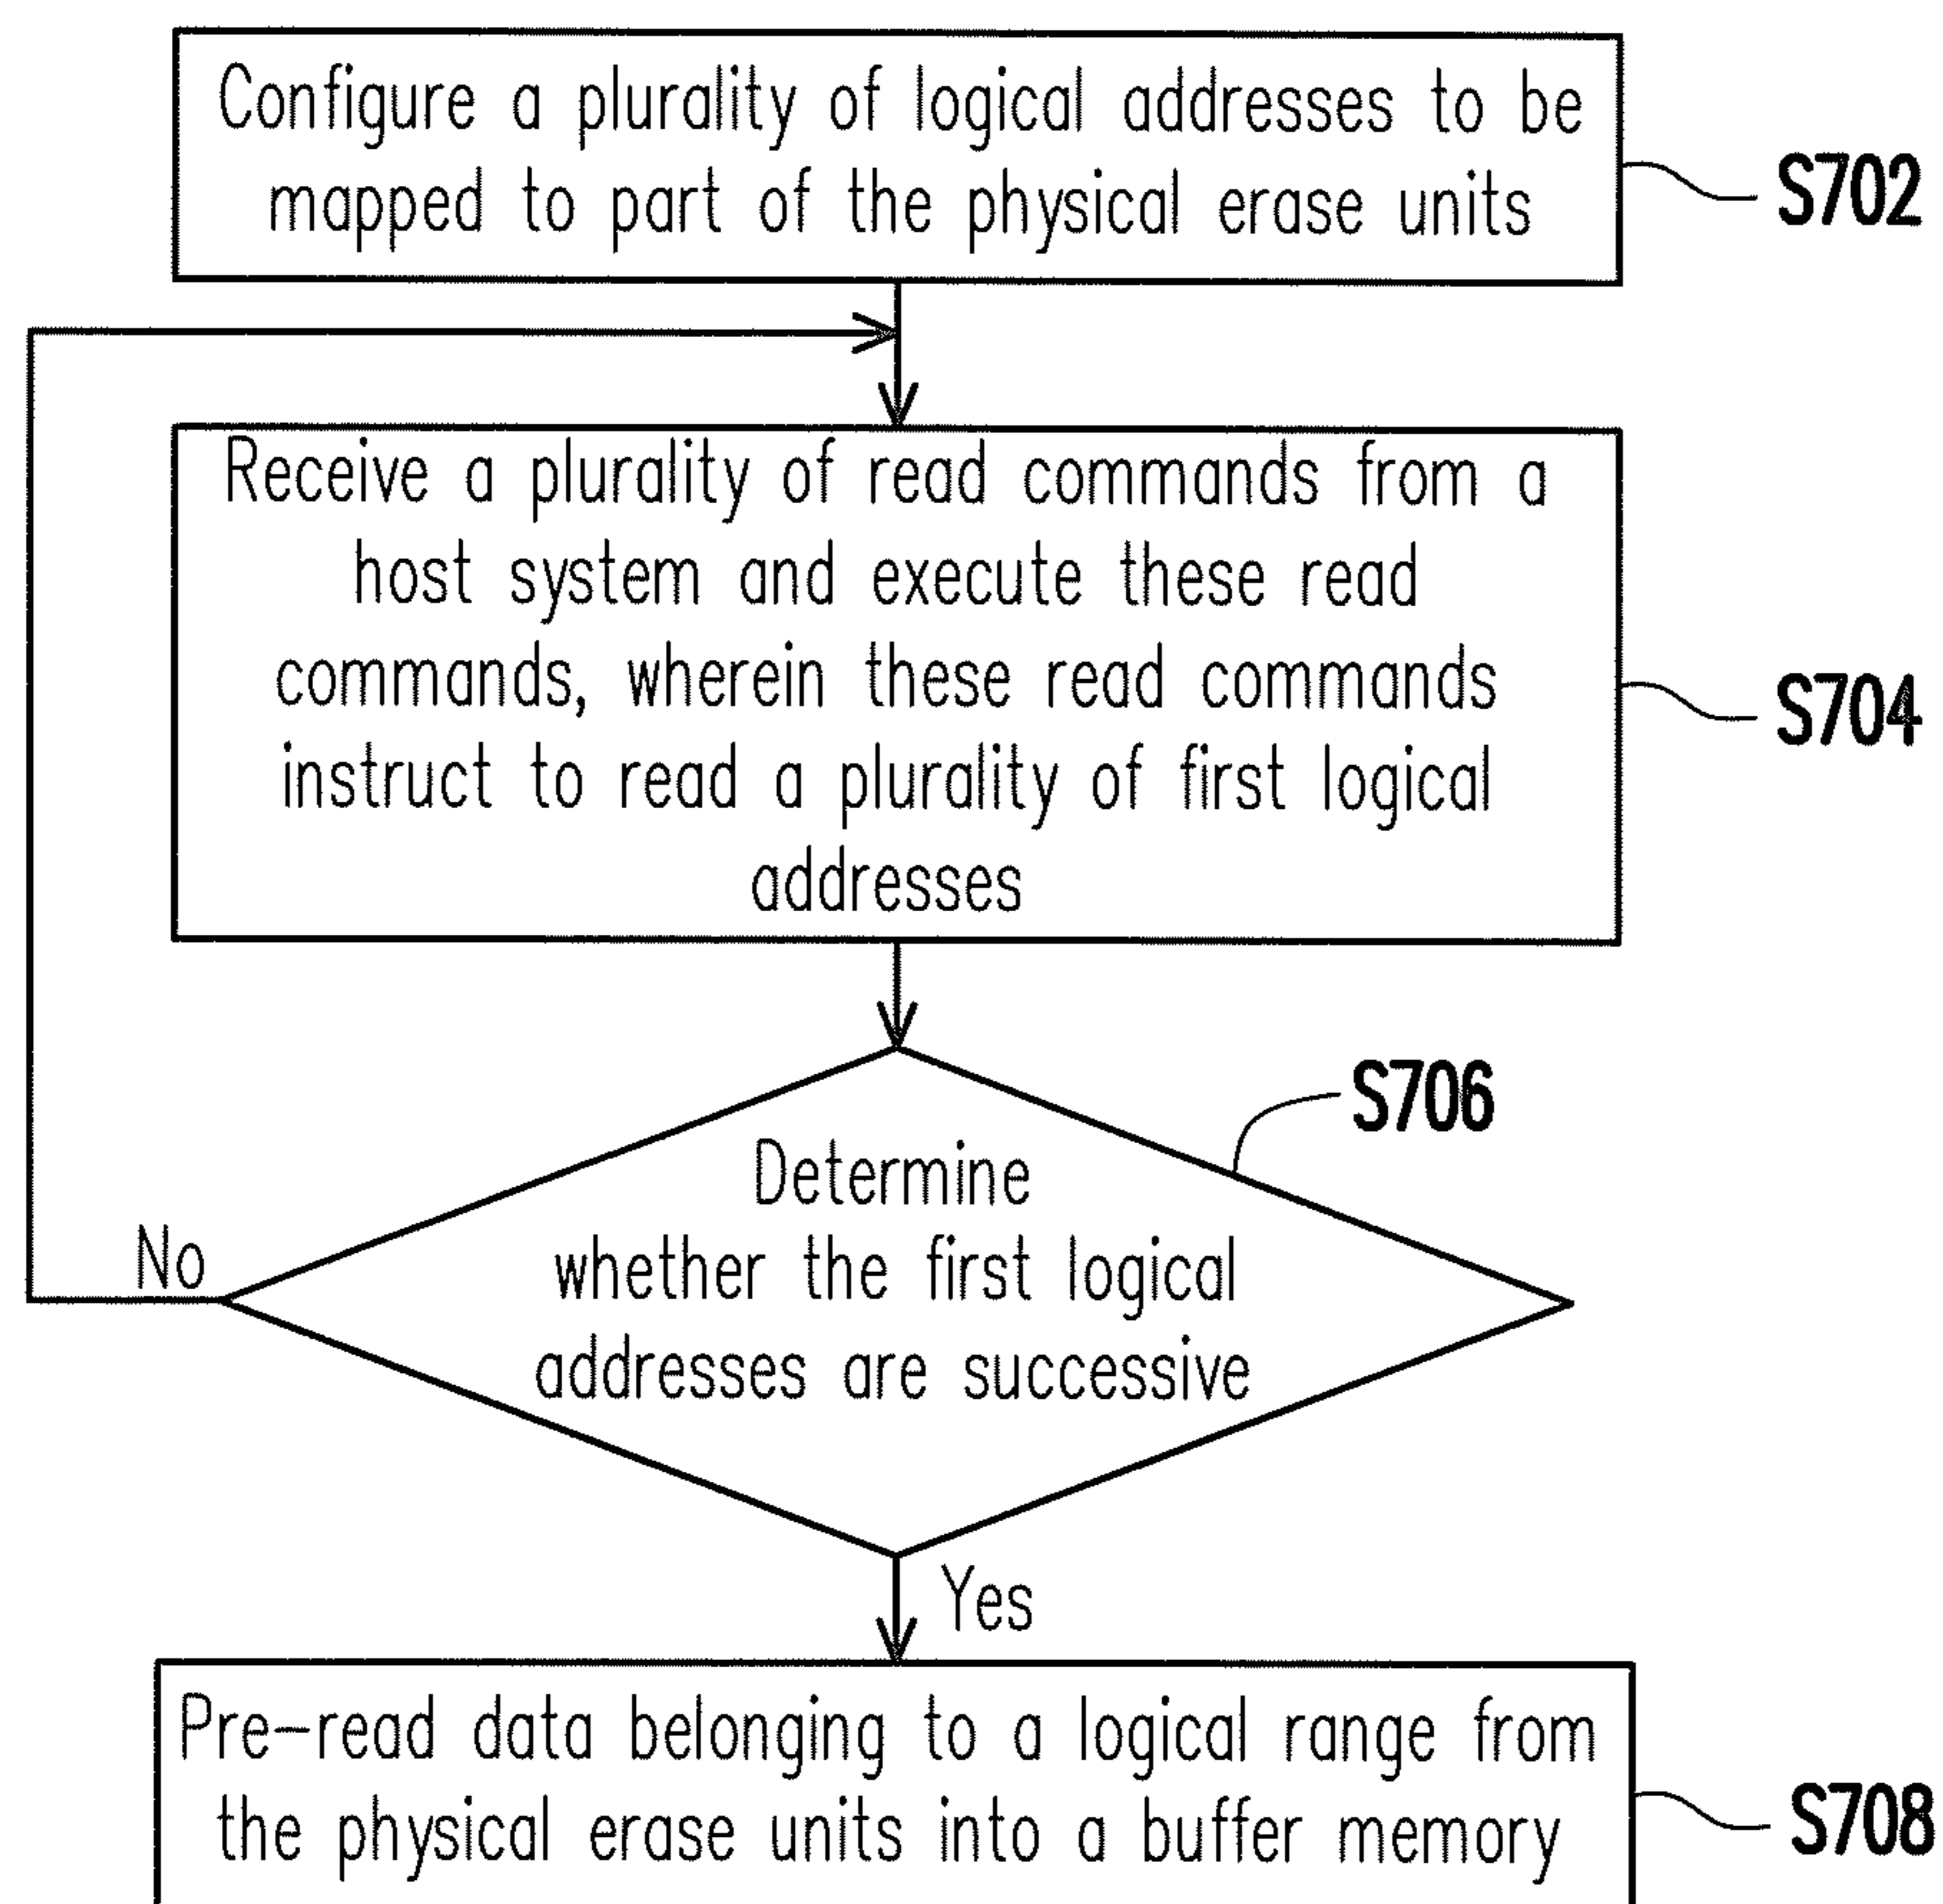 Configure a plurality of logical addresses to be
mapped to part of the physical erase units
S702
Receive a plurality of read commands from a
host system and execute these read
commands, wherein these read commands
instruct to read a plurality of first logical
addresses
S704
S706
Determine
whether the first logical
addresses are successive
No
Yes
Pre-read data belonging to a logical range from
the physical erase units into a buffer memory
S708